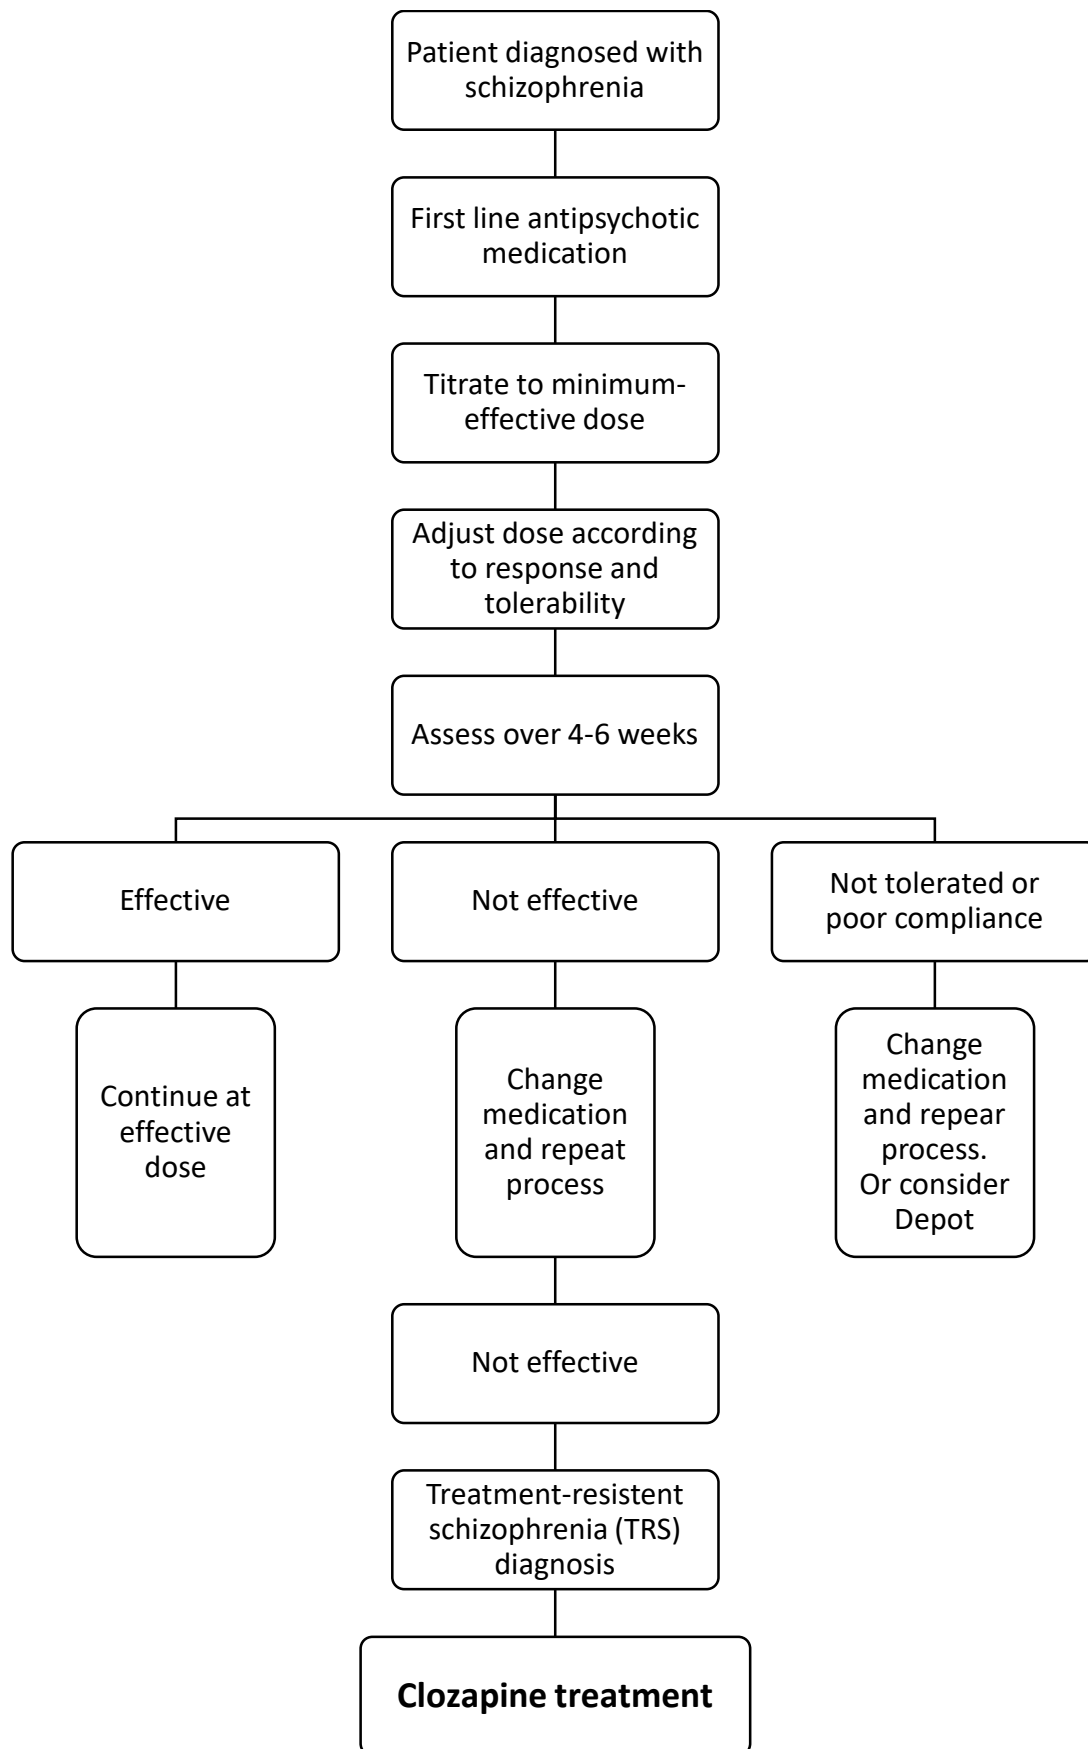 Patient diagnosed with
schizophrenia
First line antipsychotic
medication
Titrate to minimum-
effective dose
Adjust dose according
to response and
tolerability
Assess over 4-6 weeks
Effective
Not effective
Not tolerated or
poor compliance
Continue at
effective
dose
Change
medication
and repeat
process
Change
medication
and repear
process.
Or consider
Depot
Not effective
Treatment-resistent
schizophrenia (TRS)
diagnosis
Clozapine treatment